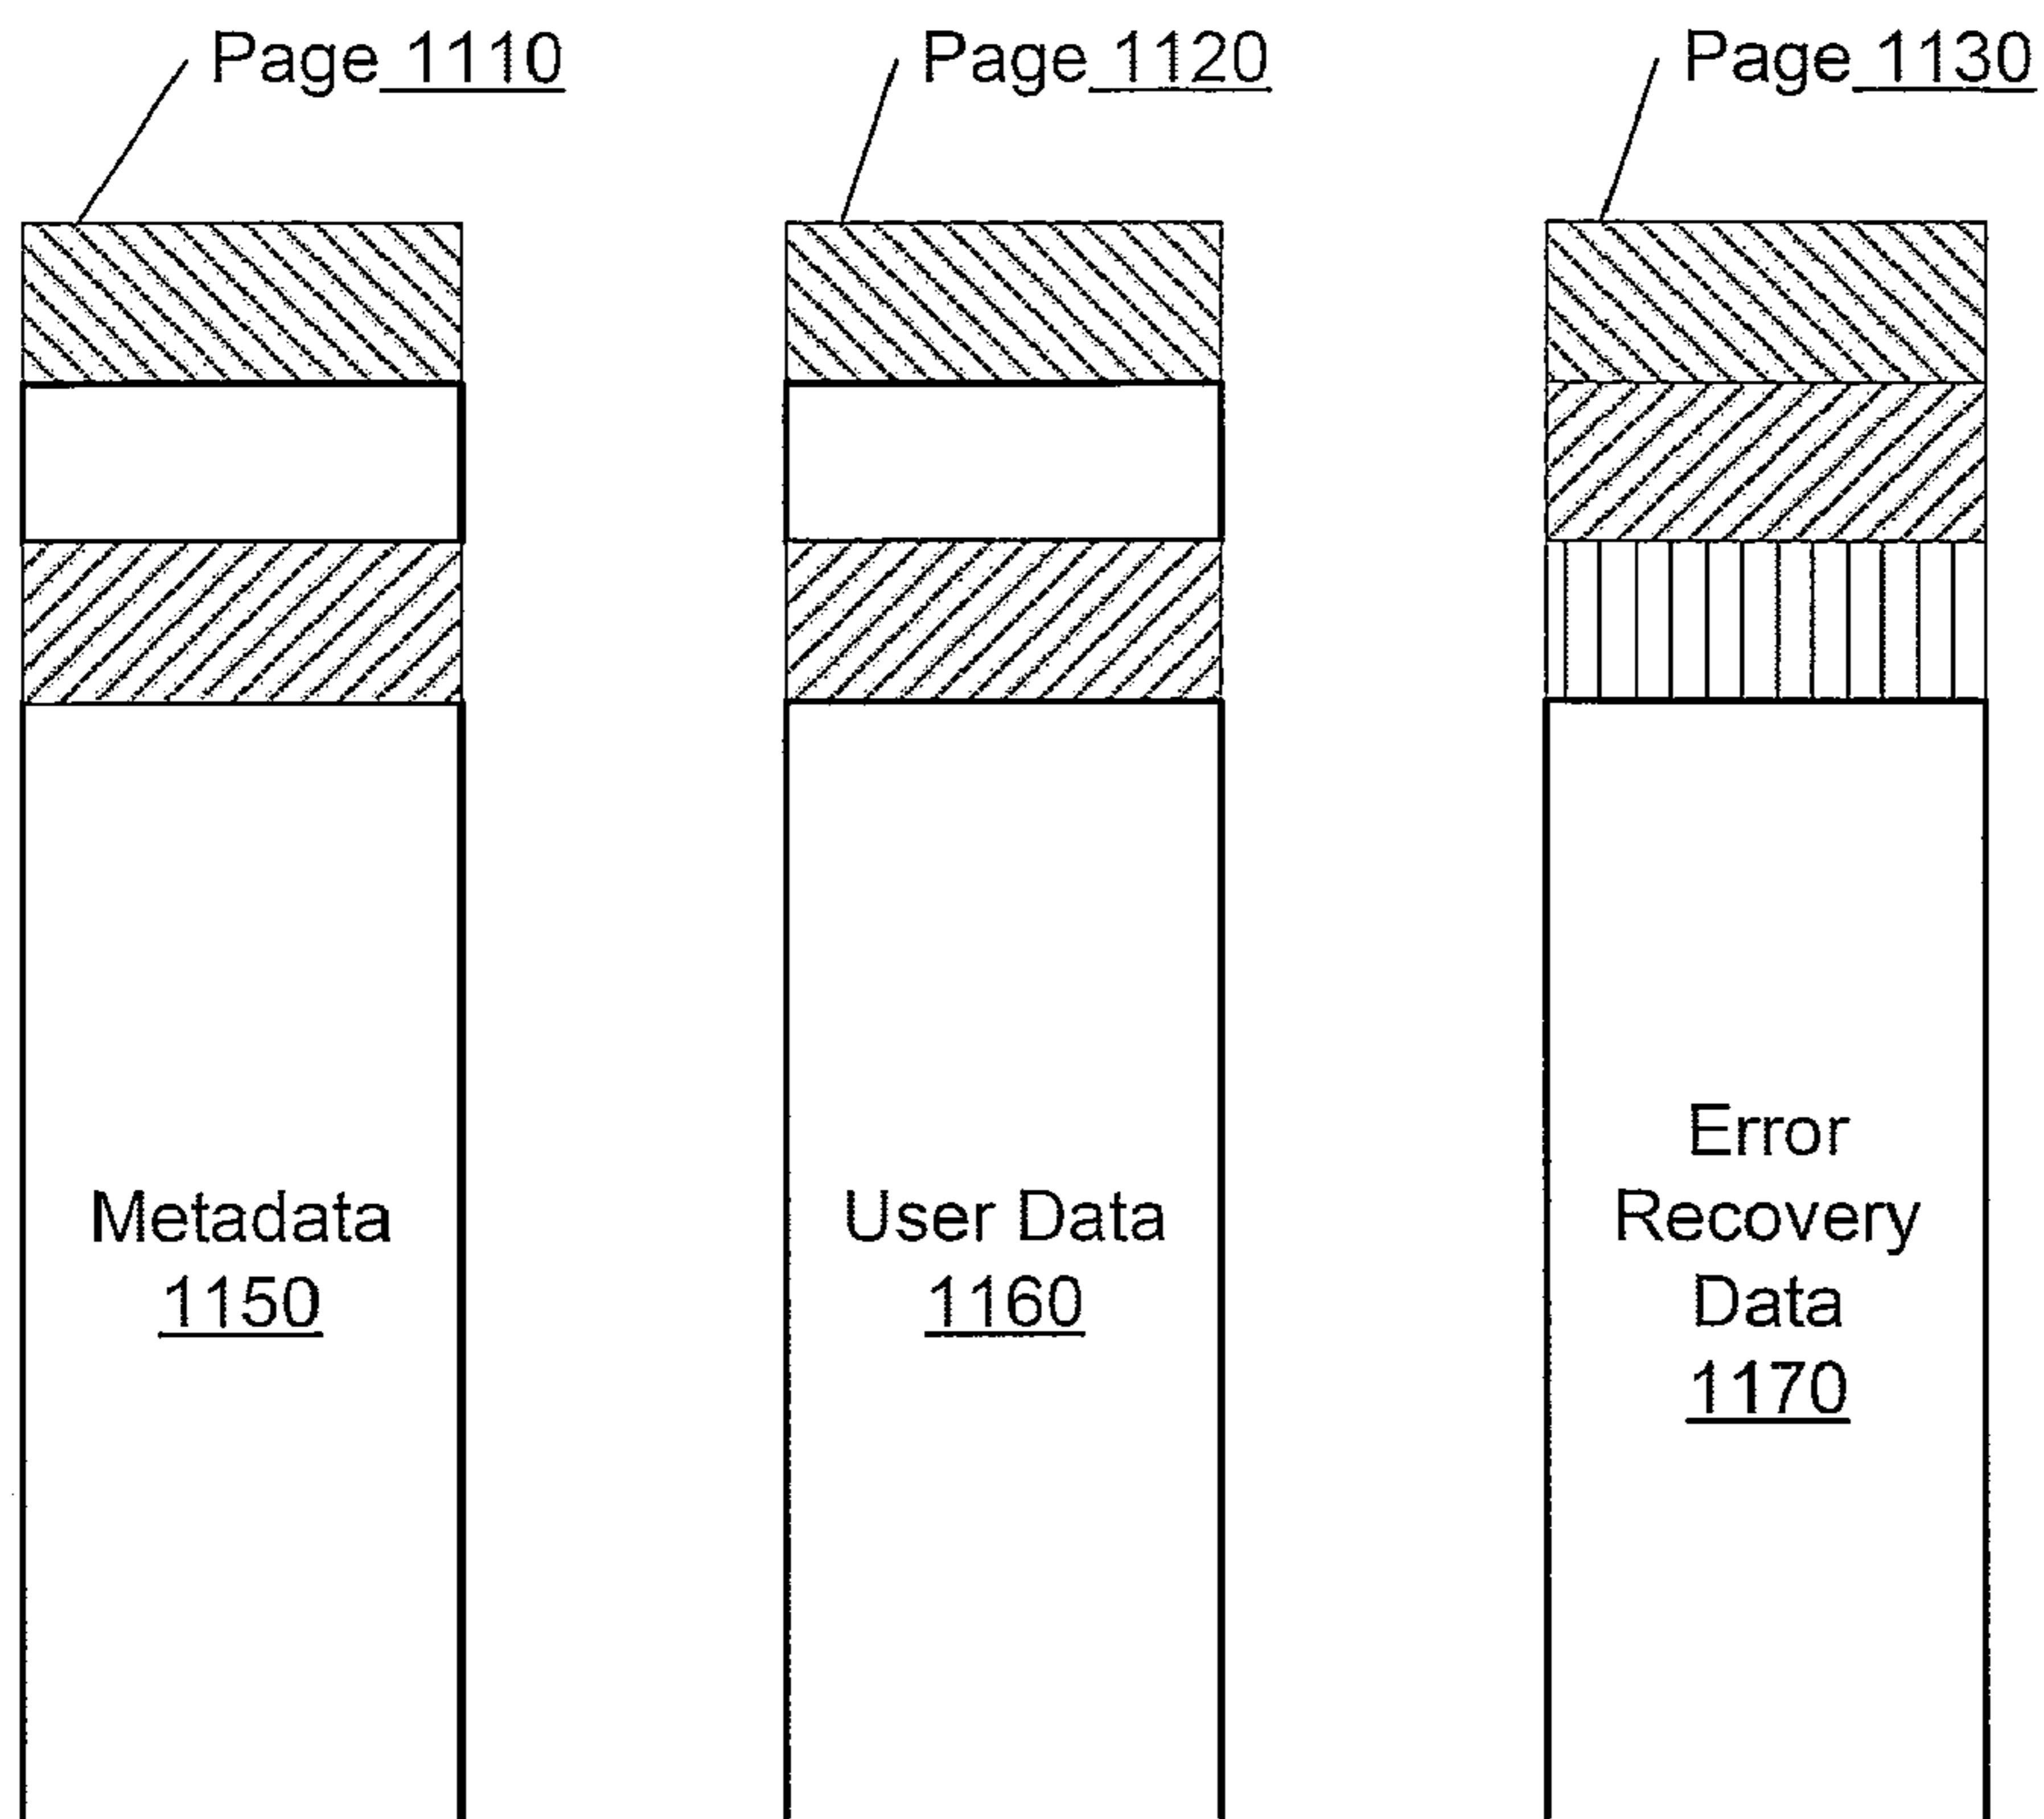 Page 1110
Page 1120
Page 1130
Metadata
1150
User Data
1160
Error
Recovery
Data
1170